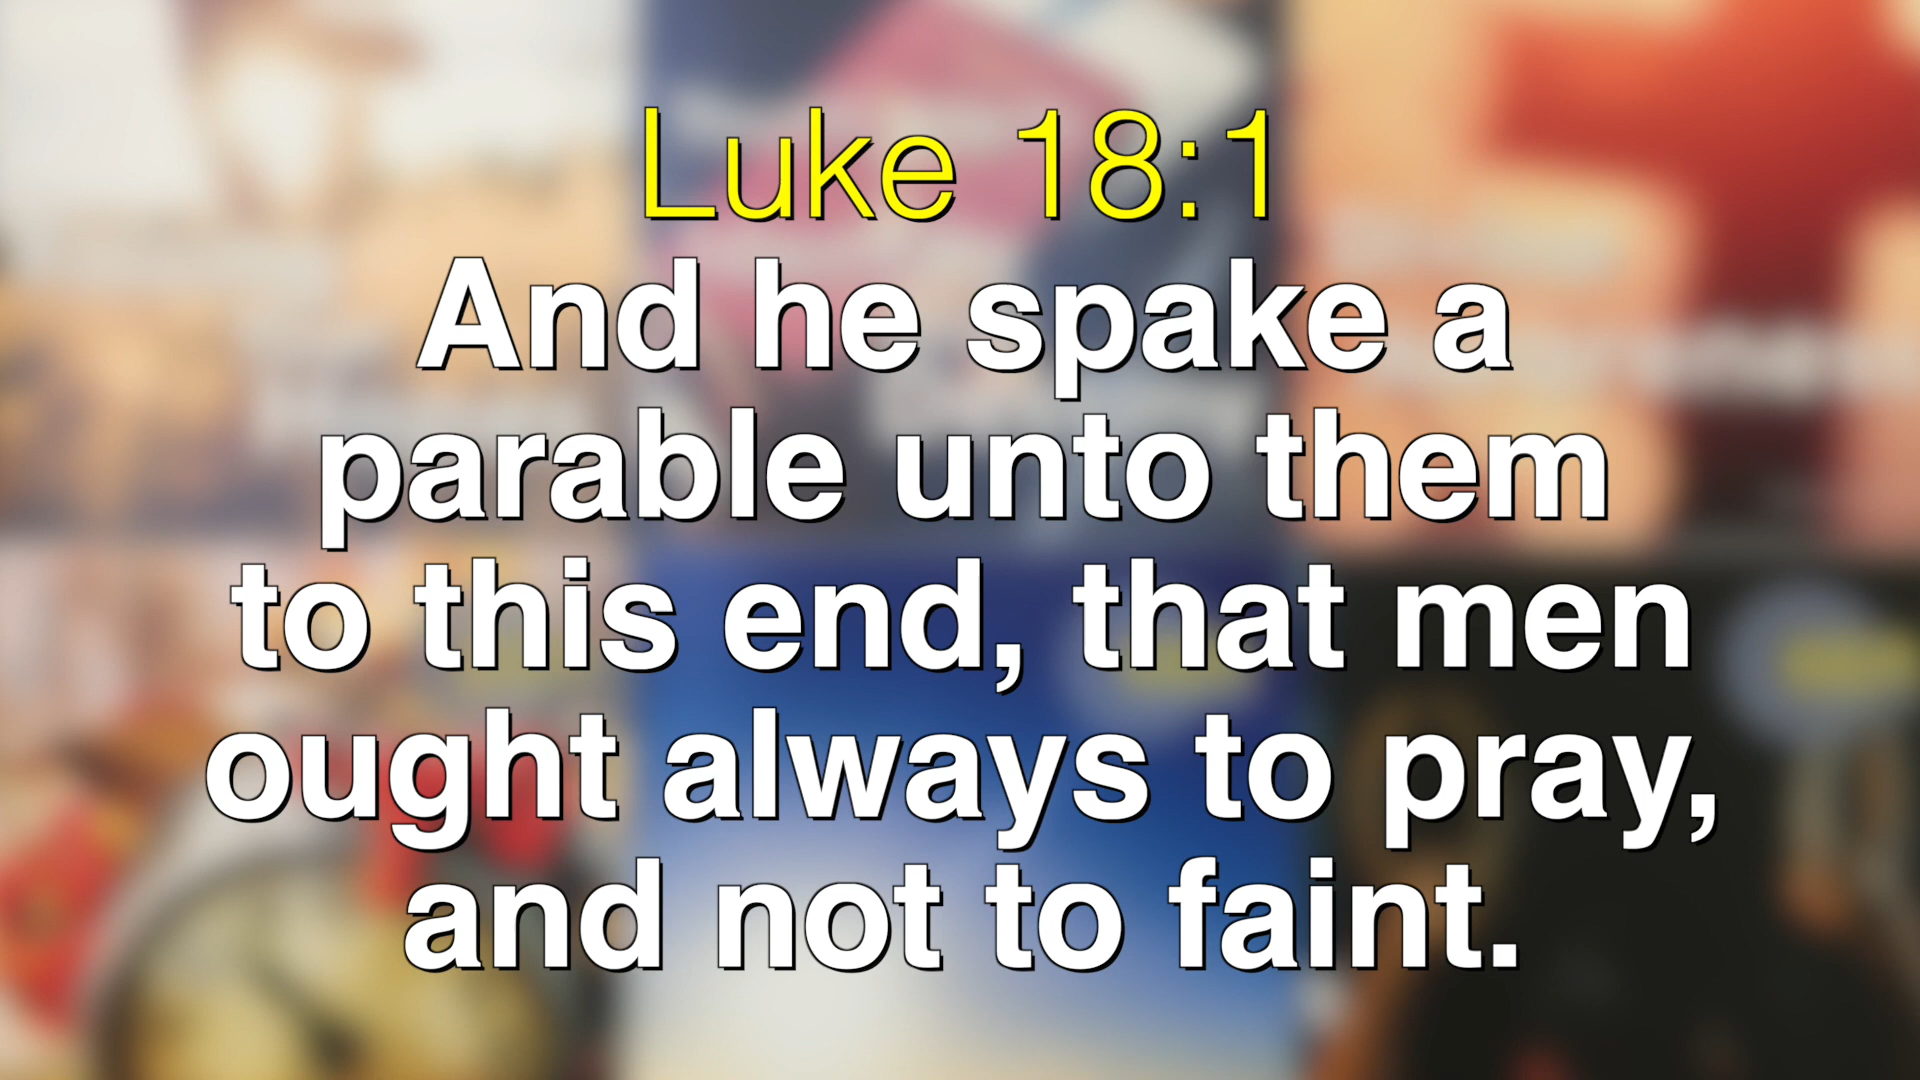 Luke 18:1
And he spake a
parable unto them
to this end, that men
ought always to pray,
and not to faint.